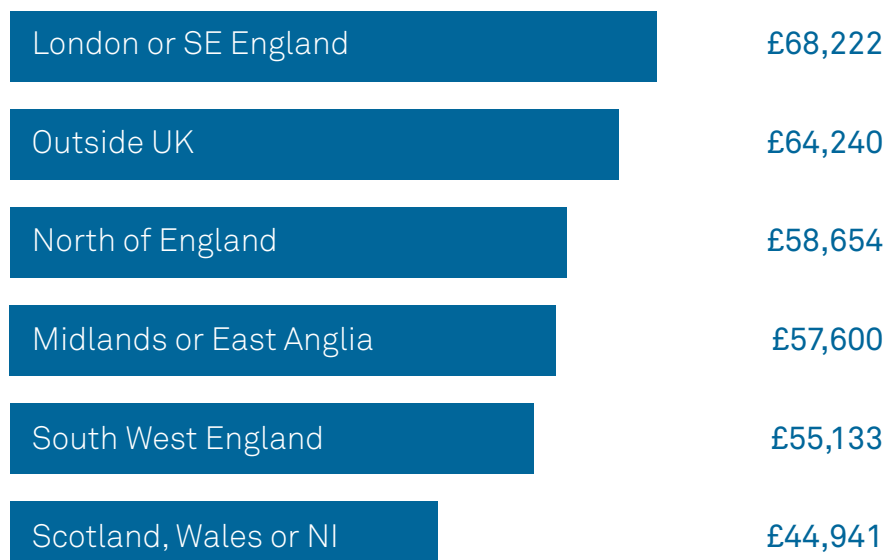 London or SE England £68,222
Outside UK £64,240
North of England £58,654
Midlands or East Anglia £57,600
South West England £55,133
Scotland, Wales or NI £44,941